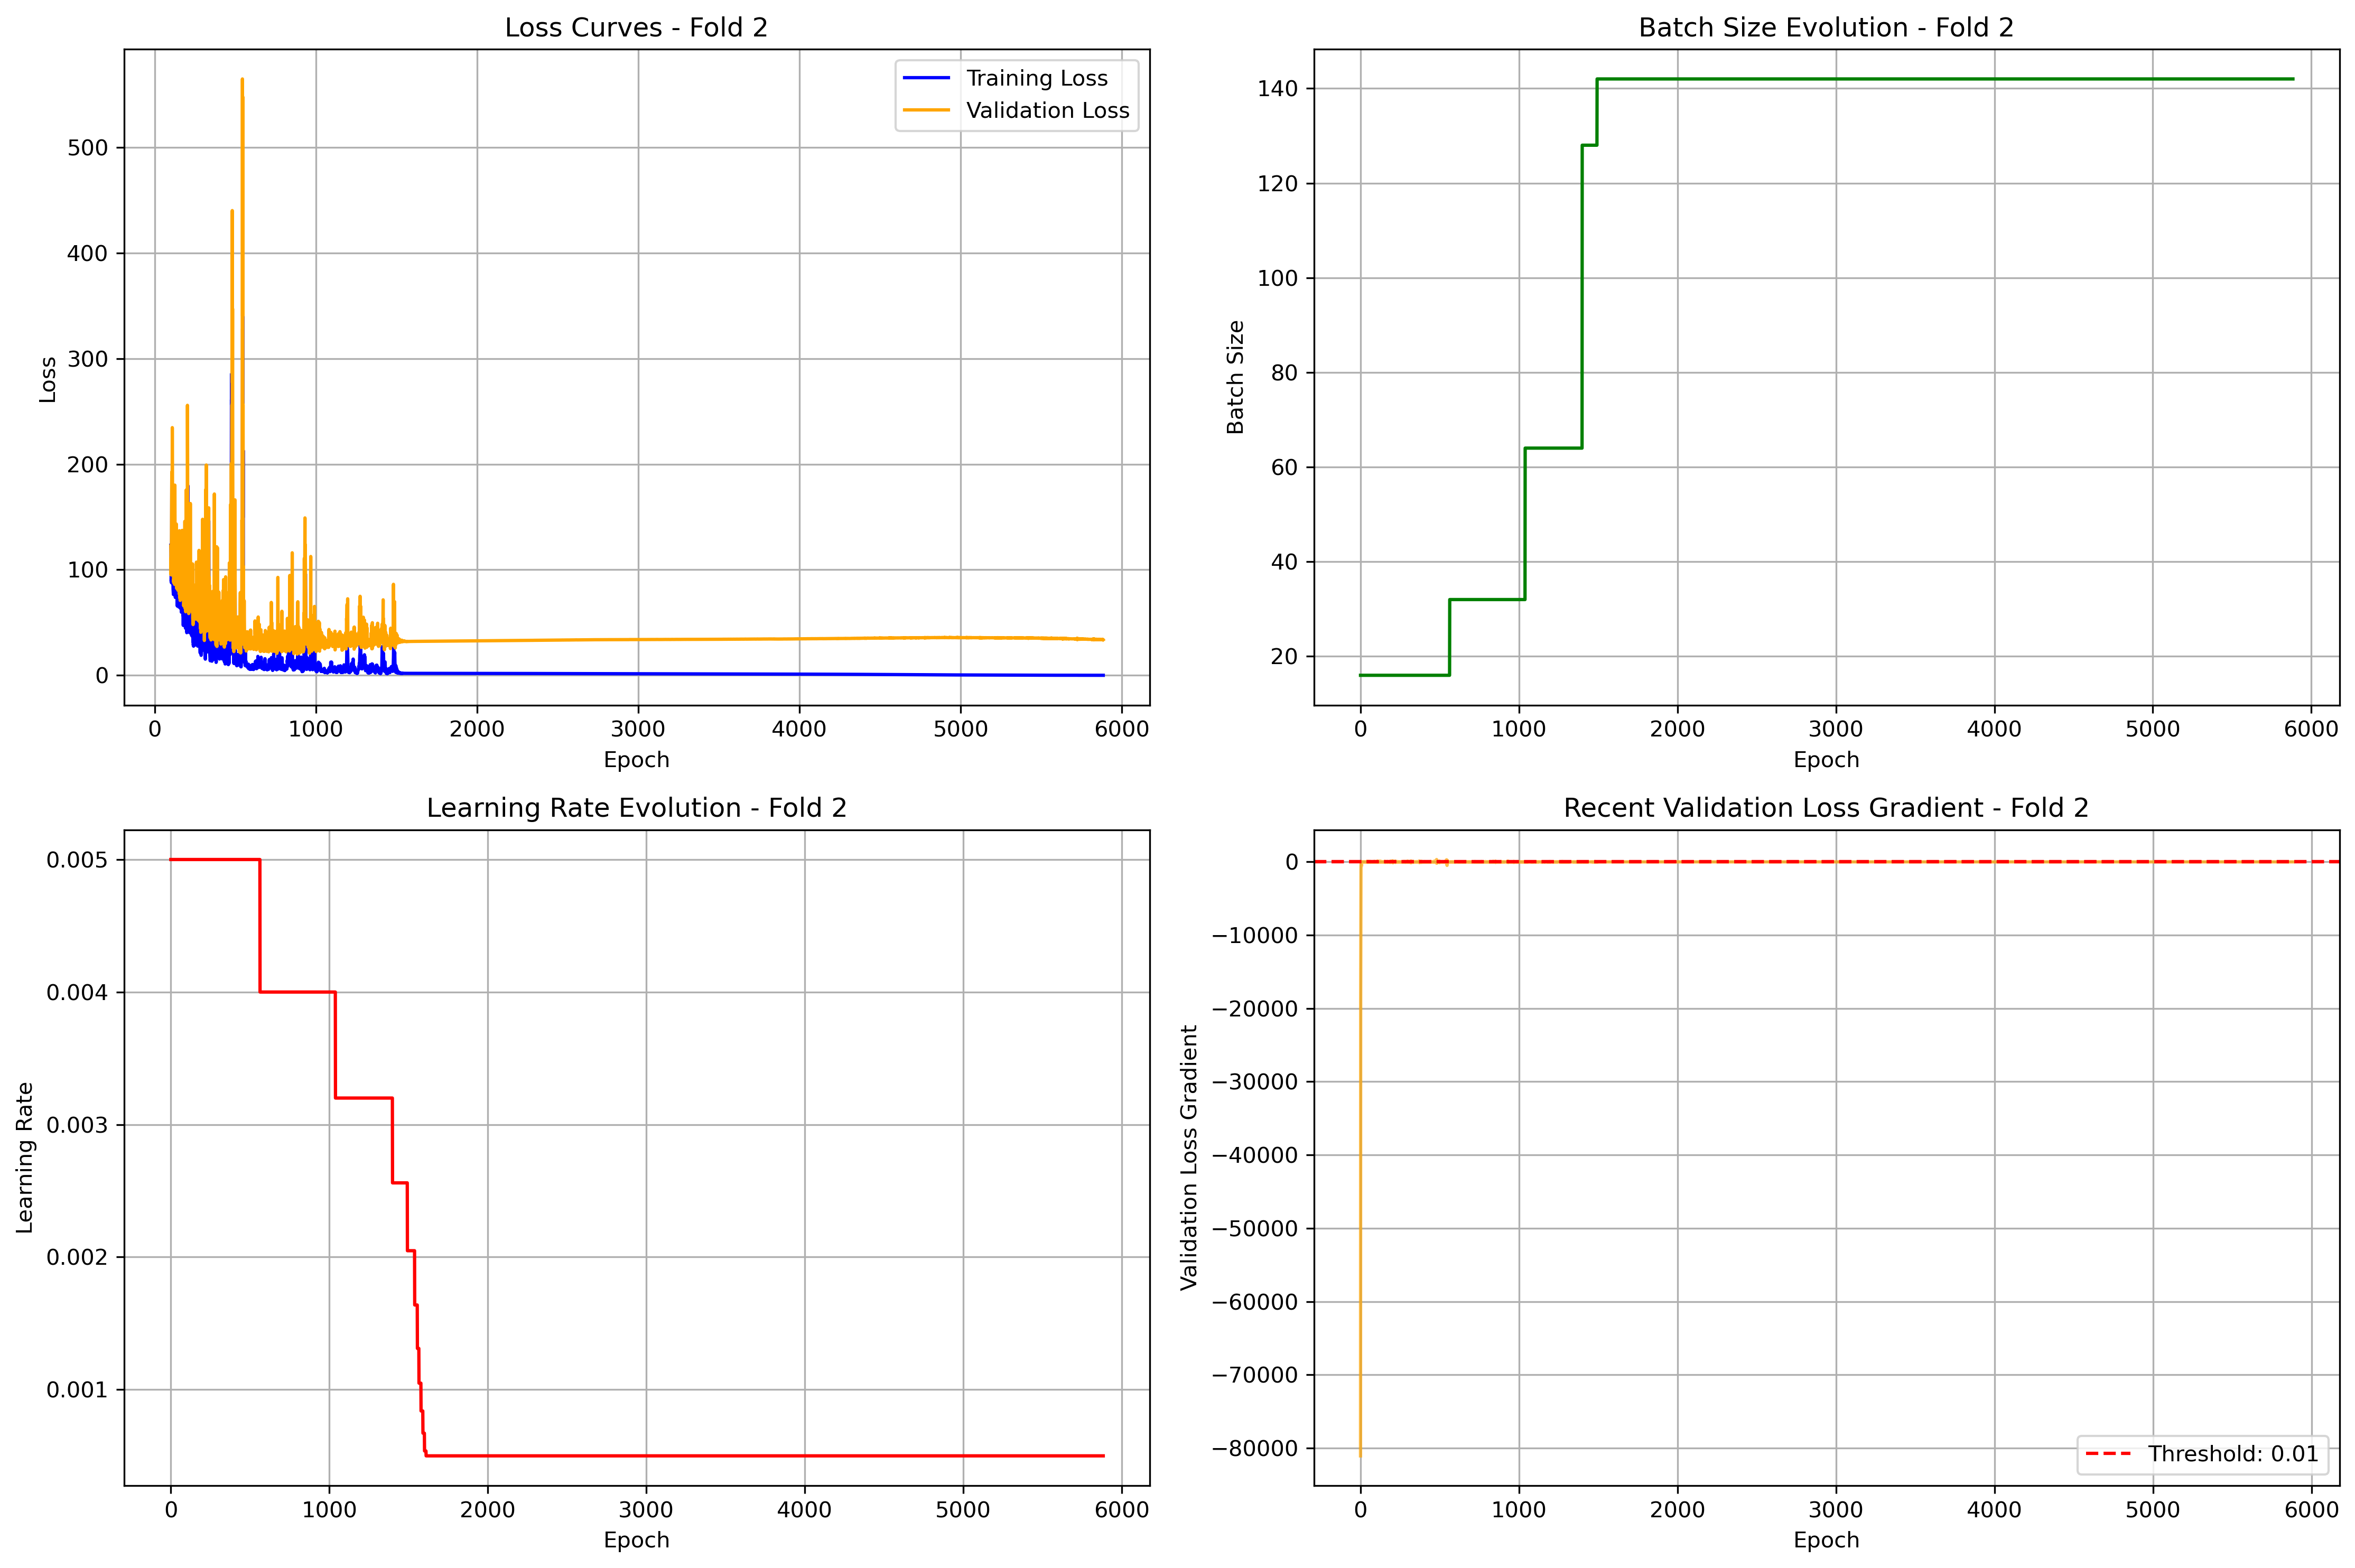 Loss Curves - Fold 2
Training Loss
Validation Loss
500
400
300
200
100
0
Loss
0 1000 2000 3000 4000 5000 6000
Epoch
Batch Size Evolution - Fold 2
140
120
100
80
60
40
20
Batch Size
0 1000 2000 3000 4000 5000 6000
Epoch
Learning Rate Evolution - Fold 2
0.005
0.004
0.003
0.002
0.001
Learning Rate
0 1000 2000 3000 4000 5000 6000
Epoch
Recent Validation Loss Gradient - Fold 2
0
−10000
−20000
−30000
−40000
−50000
−60000
−70000
−80000
Validation Loss Gradient
Threshold: 0.01
0 1000 2000 3000 4000 5000 6000
Epoch